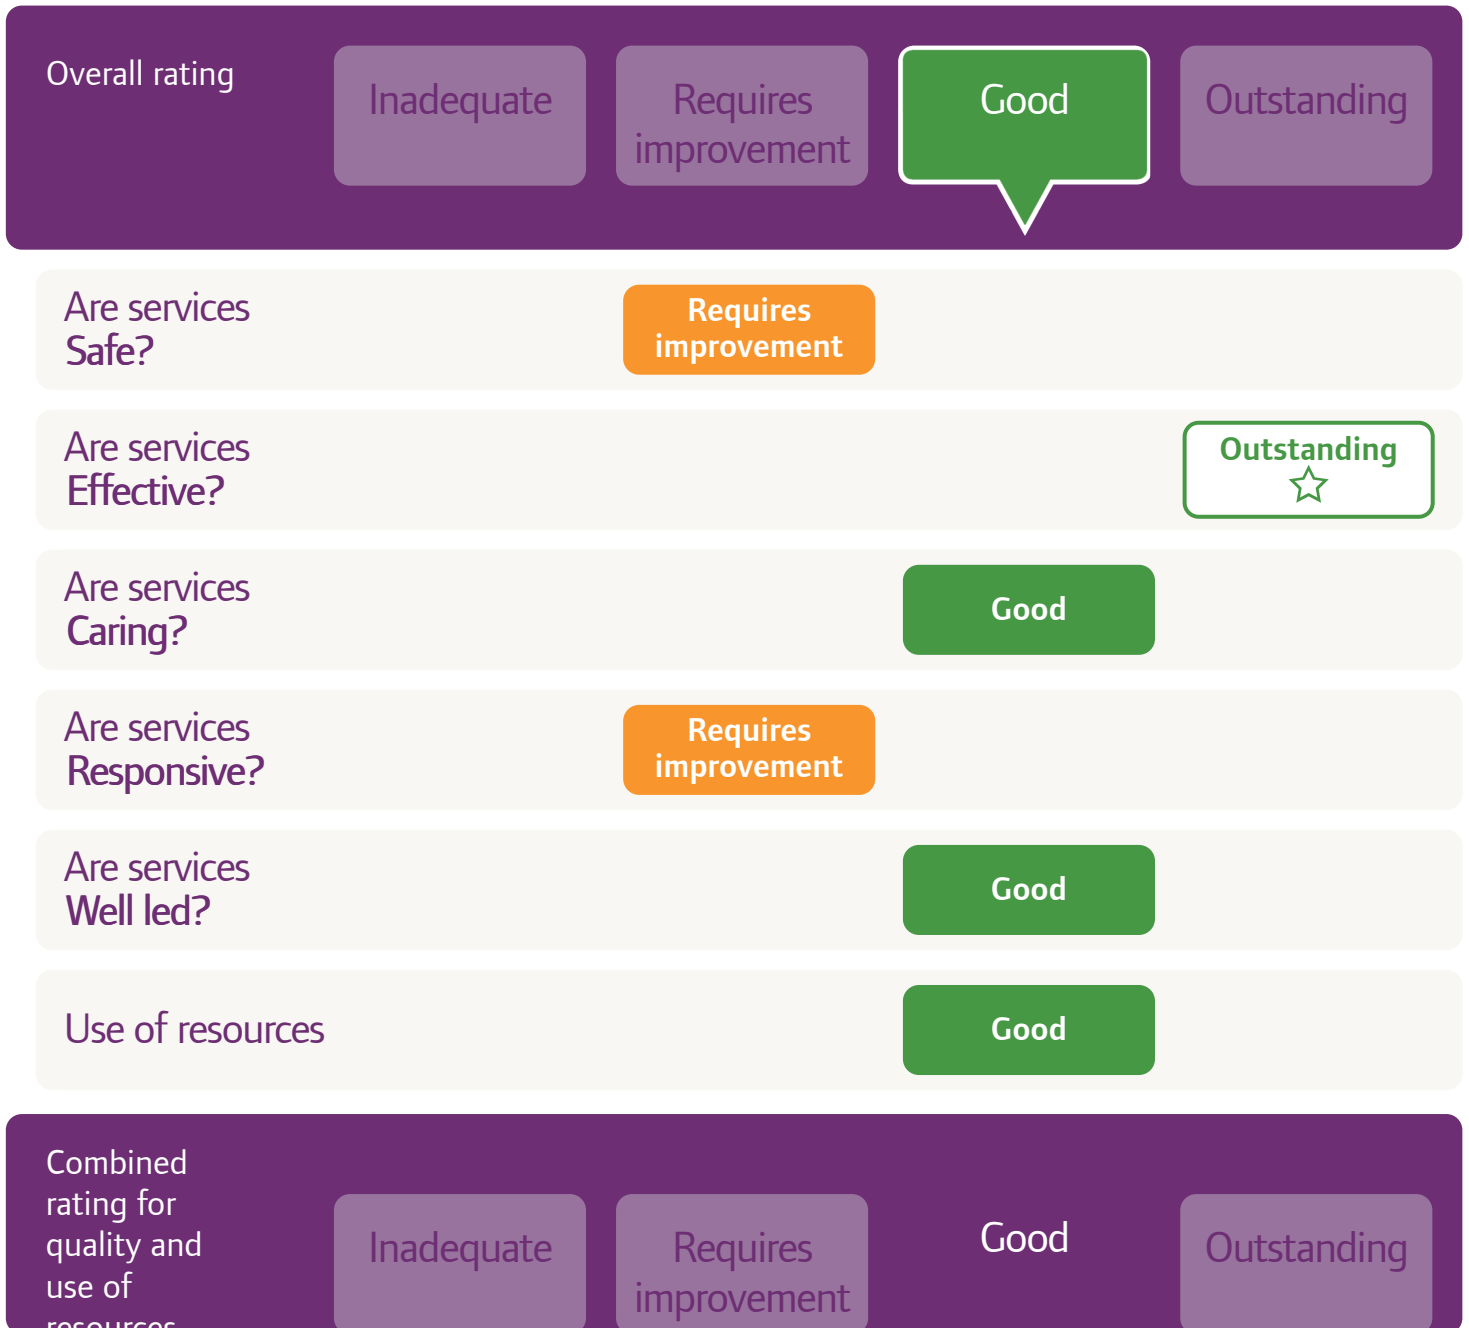 Overall rating
Inadequate
Requires
improvement
Good
Outstanding
Are services
Safe?
Requires
improvement
Are services
Effective?
Outstanding
Are services
Caring?
Good
Are services
Responsive?
Requires
improvement
Are services
Well led?
Good
Use of resources
Good
Combined
rating for
quality and
use of
resources
Inadequate
Requires
improvement
Good
Outstanding